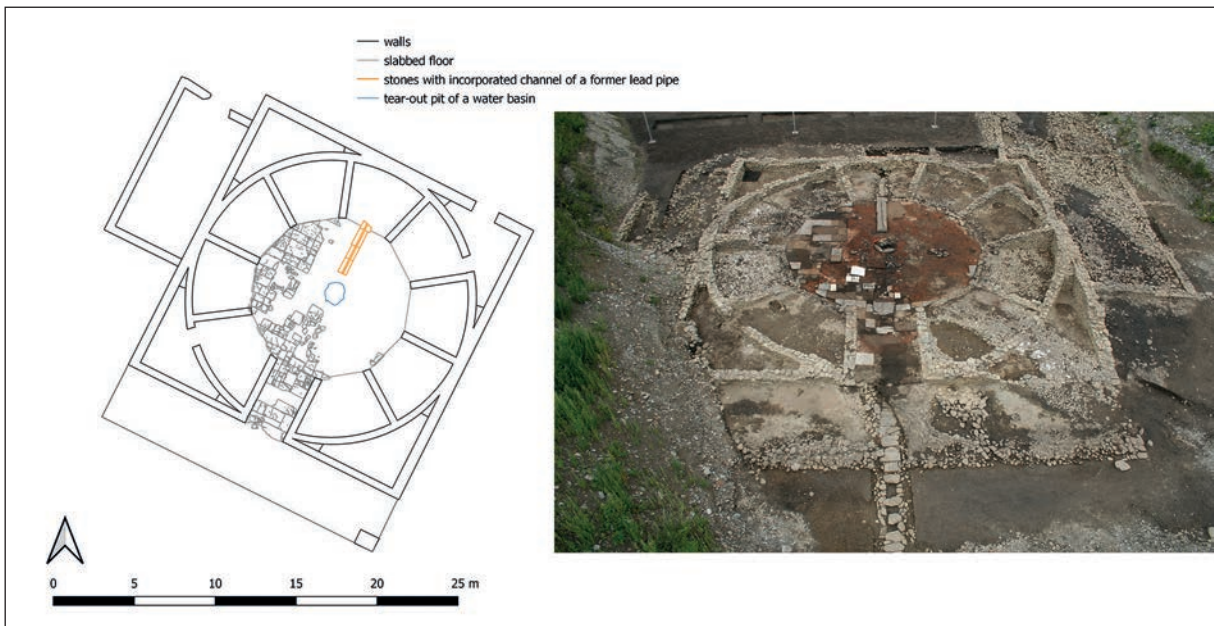 walls
slabbed floor
stones with incorporated channel of a former lead pipe
tear-out pit of a water basin
0 5 10 15 20 25 m